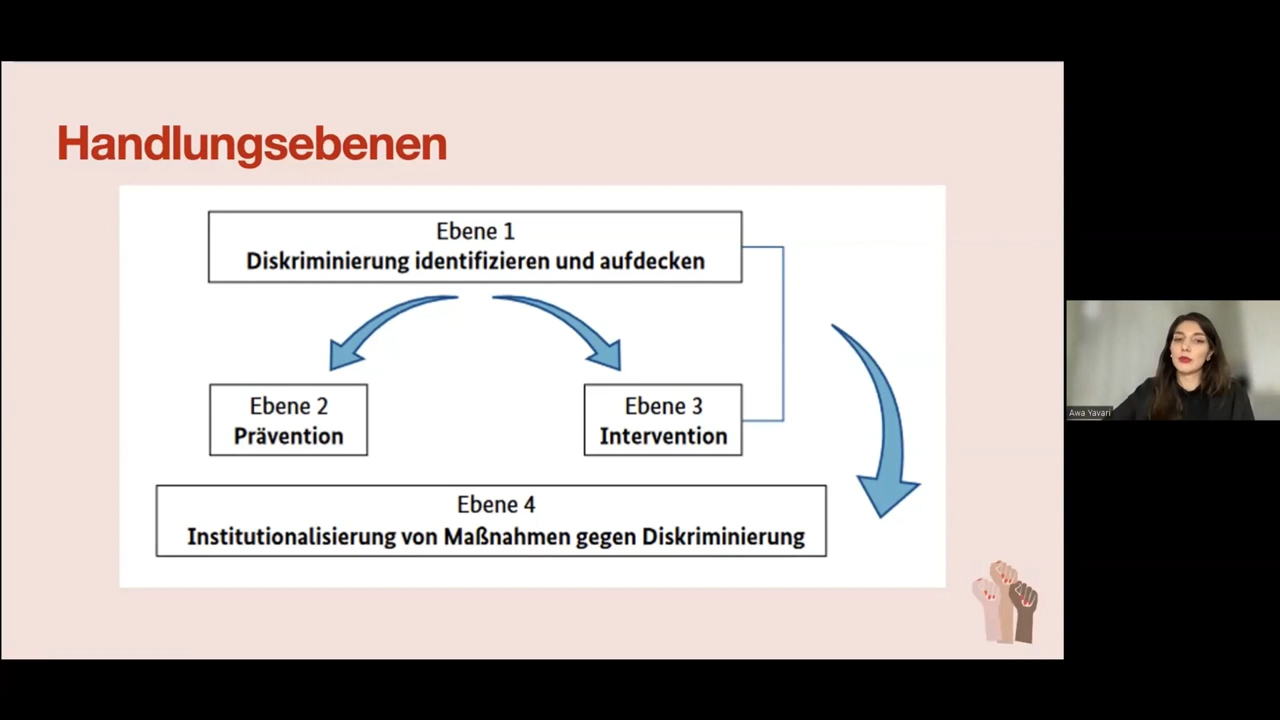 Handlungsebenen
Ebene 1
Diskriminierung identifizieren und aufdecken
Ebene 2
Prävention
Ebene 3
Intervention
Ebene 4
Institutionalisierung von Maßnahmen gegen Diskriminierung
Awa Yavari